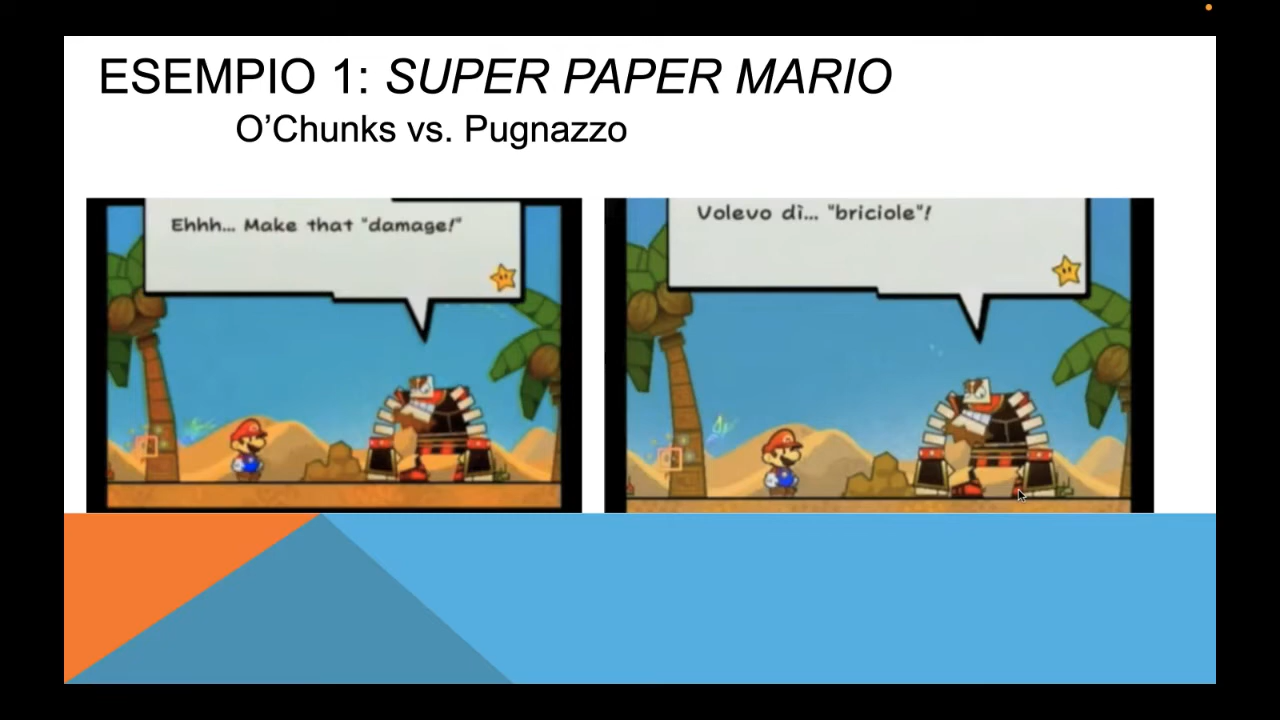 ESEMPIO 1: SUPER PAPER MARIO
O’Chunks vs. Pugnazzo
Ehhh... Make that "damage!"
Volevo dì... "briciole"!